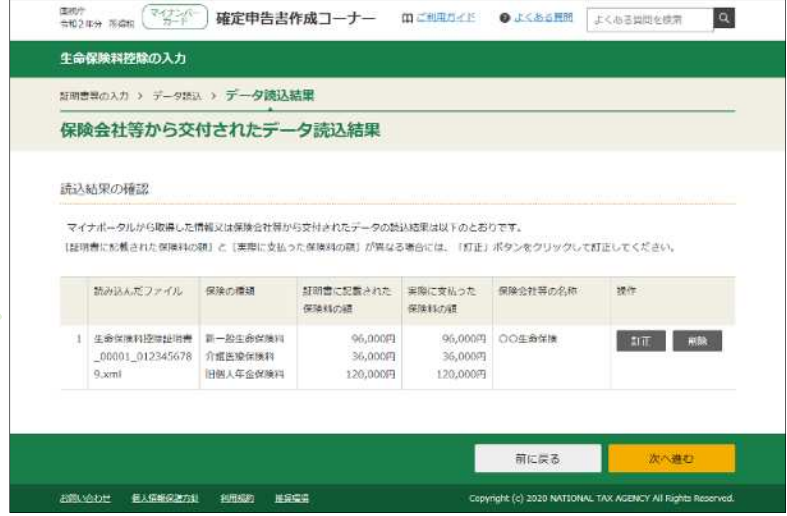 国税庁
令和2年分 所得税
マイナンバーカード
確定申告書作成コーナー
ご利用ガイド
よくある質問
よくある質問を検索
生命保険料控除の入力
証明書等の入力 > データ読込 > データ読込結果
保険会社等から交付されたデータ読込結果
読込結果の確認
マイナポータルから取得した情報又は保険会社等から交付されたデータの読込結果は以下のとおりです。
［証明書に記載された保険料の額］と［実際に支払った保険料の額］が異なる場合には、「訂正」ボタンをクリックして訂正してください。
読み込んだファイル 保険の種類 証明書に記載された保険料の額 実際に支払った保険料の額 保険会社等の名称 操作
1 生命保険料控除証明書 新一般生命保険料 96,000円 96,000円 〇〇生命保険 訂正 削除
_00001_012345678 介護医療保険料 36,000円 36,000円
9.xml 旧個人年金保険料 120,000円 120,000円
前に戻る 次へ進む
お問い合わせ 個人情報保護方針 利用規約 推奨環境
Copyright (c) 2020 NATIONAL TAX AGENCY All Rights Reserved.